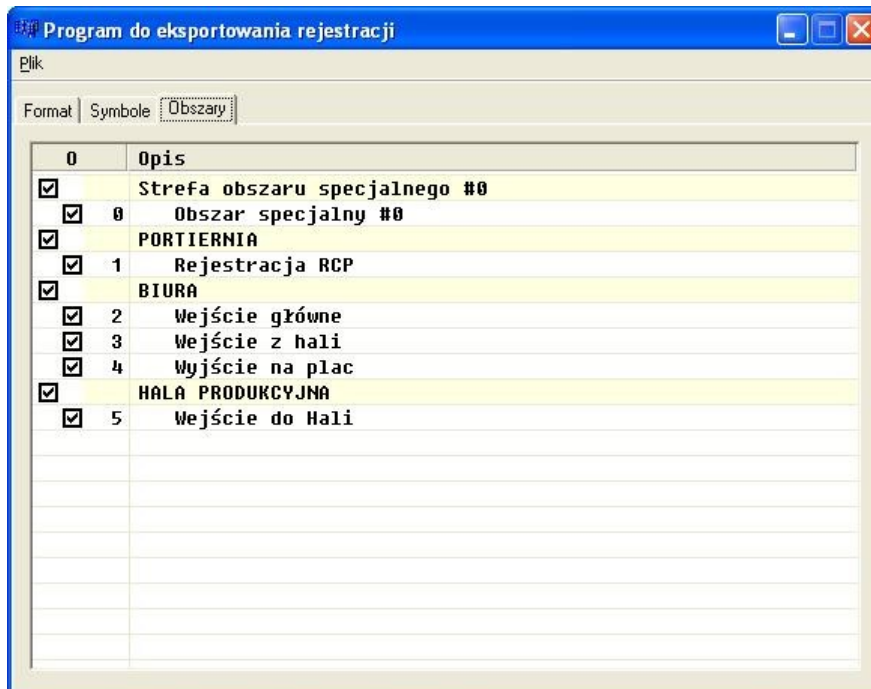 Program do eksportowania rejestracji
Plik
Format Symbole Obszary
O Opis
Strefa obszaru specjalnego #0
0 Obszar specjalny #0
PORTIERNIA
1 Rejestracja RCP
BIURA
2 Wejście główne
3 Wejście z hali
4 Wyjście na plac
HALA PRODUKCYJNA
5 Wejście do Hali